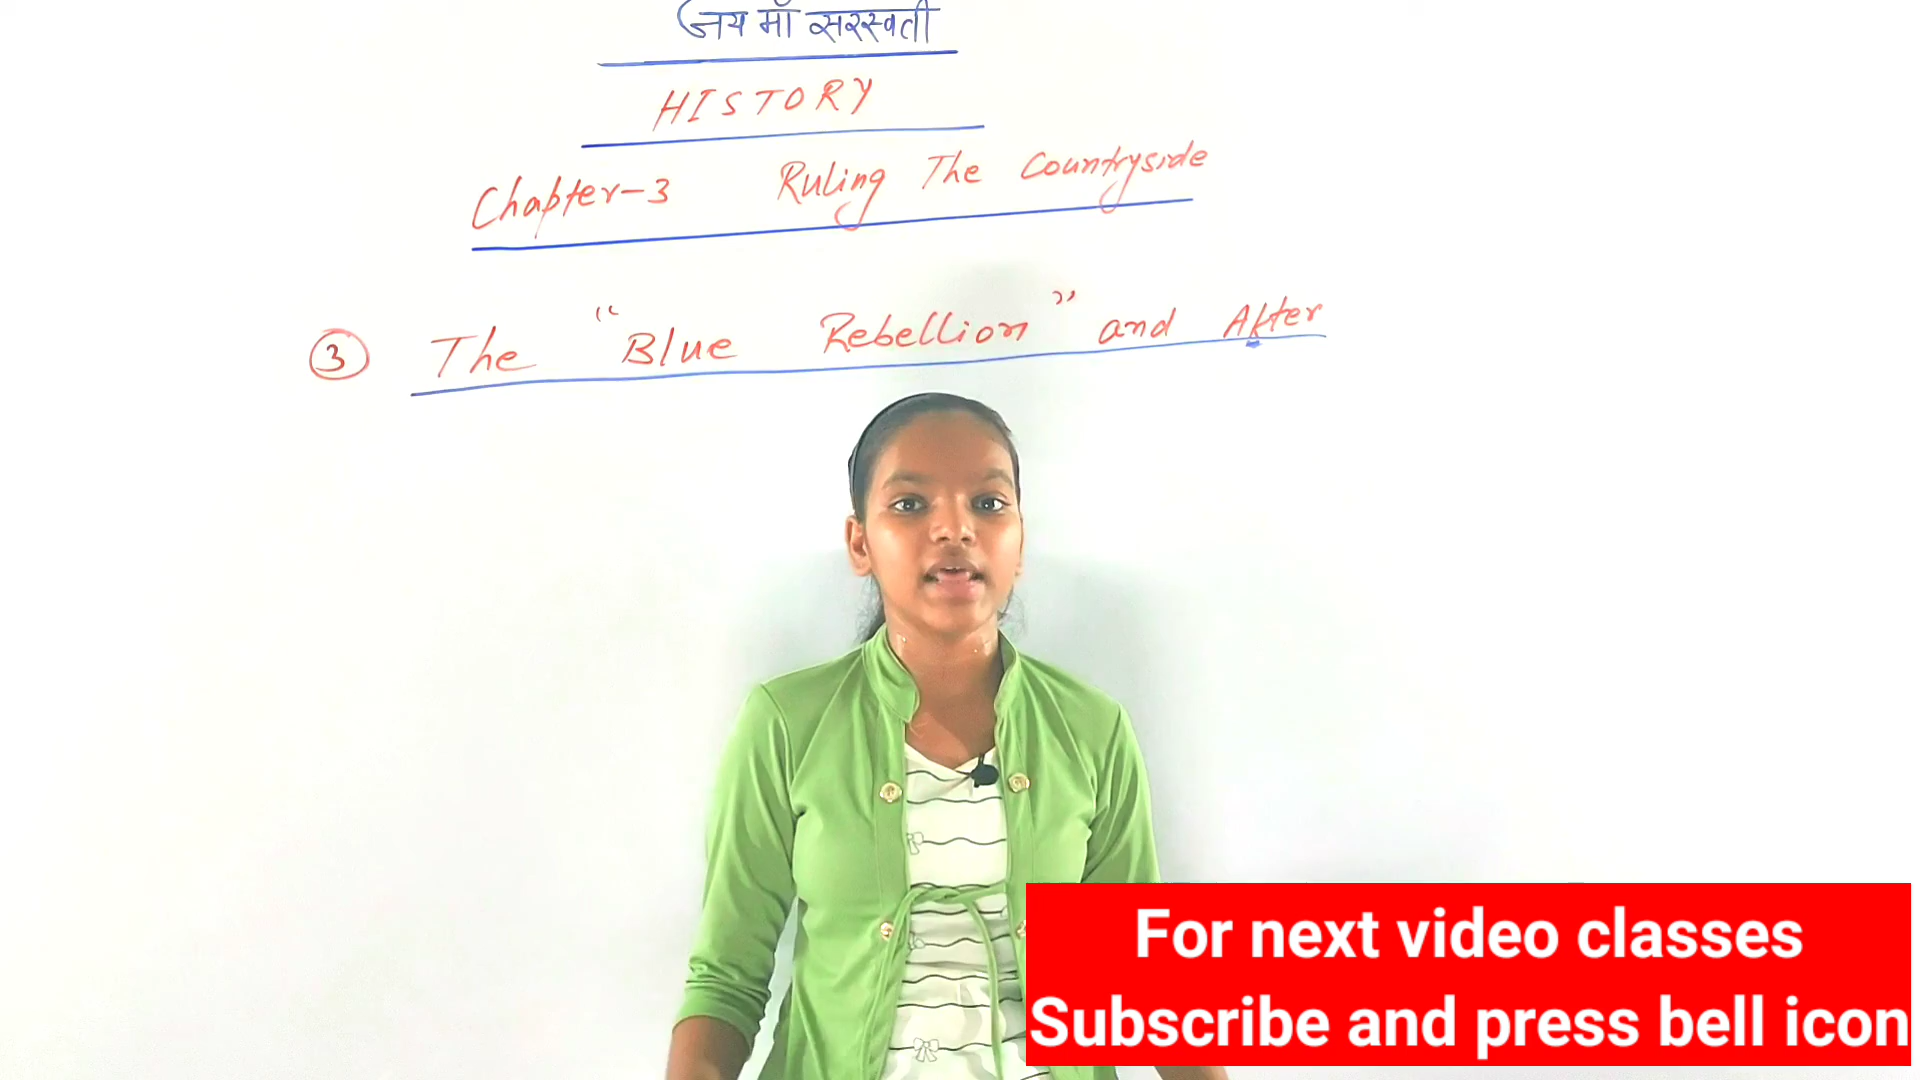 जय माँ सरस्वती
HISTORY
Chapter-3 Ruling The Countryside
3 The "Blue Rebellion" and After
For next video classes
Subscribe and press bell icon